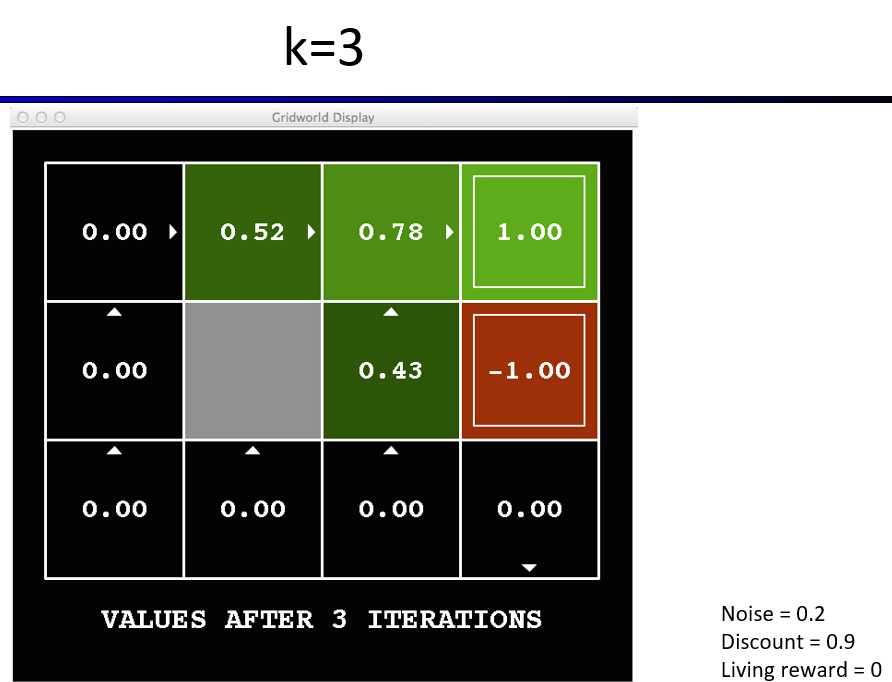 k=3
Gridworld Display
0.00 0.52 0.78 1.00
0.00 0.43 -1.00
0.00 0.00 0.00 0.00
VALUES AFTER 3 ITERATIONS
Noise = 0.2
Discount = 0.9
Living reward = 0